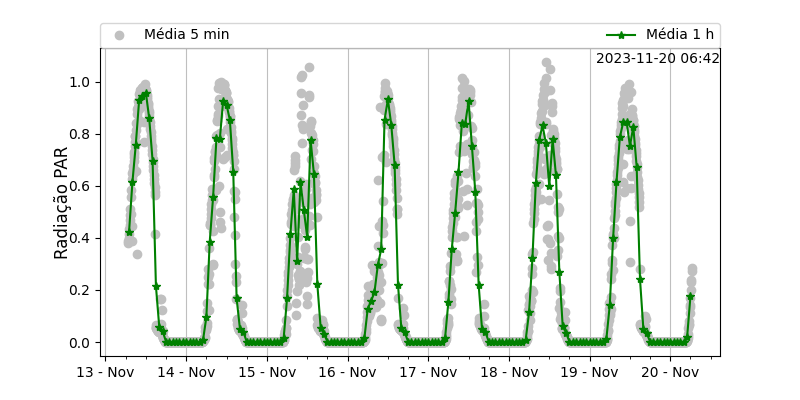 Média 5 min Média 1 h
2023-11-20 06:42
Radiação PAR
1.0
0.8
0.6
0.4
0.2
0.0
13 - Nov 14 - Nov 15 - Nov 16 - Nov 17 - Nov 18 - Nov 19 - Nov 20 - Nov